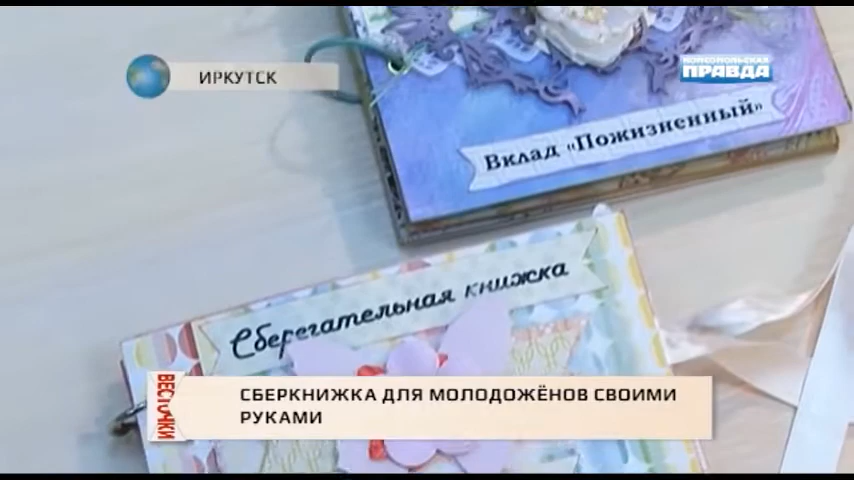 ИРКУТСК
КОМСОМОЛЬСКАЯ
ПРАВДА
Вклад «Пожизненный»
Сберегательная книжка
ВЕСТОЧКИ
СБЕРКНИЖКА ДЛЯ МОЛОДОЖЁНОВ СВОИМИ
РУКАМИ